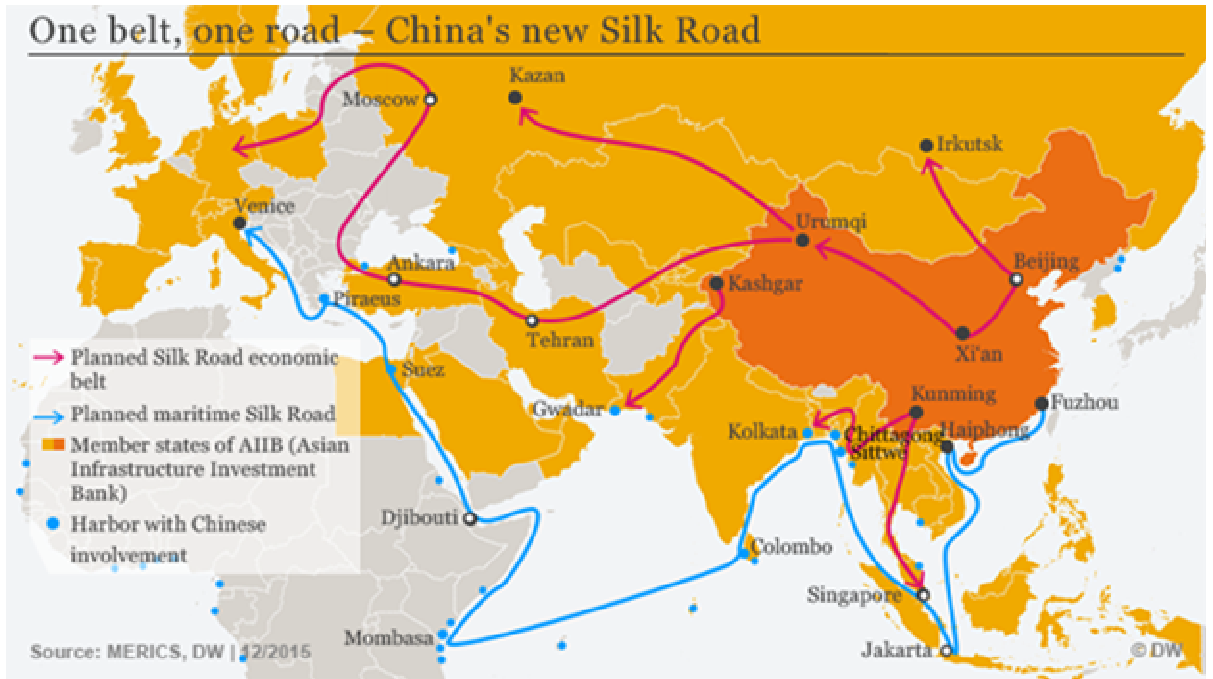 One belt, one road – China's new Silk Road
Kazan
Moscow
Irkutsk
Venice
Urumqi
Ankara
Beijing
Kashgar
Piraeus
Tehran
Xi'an
Planned Silk Road economic
belt
Suez
Kunming
Gwadar
Fuzhou
Planned maritime Silk Road
Kolkata
Chittagong
Haiphong
Member states of AIIB (Asian
Infrastructure Investment
Bank)
Sittwe
Djibouti
Harbor with Chinese
involvement
Colombo
Singapore
Mombasa
Jakarta
Source: MERICS, DW | 12/2015
© DW